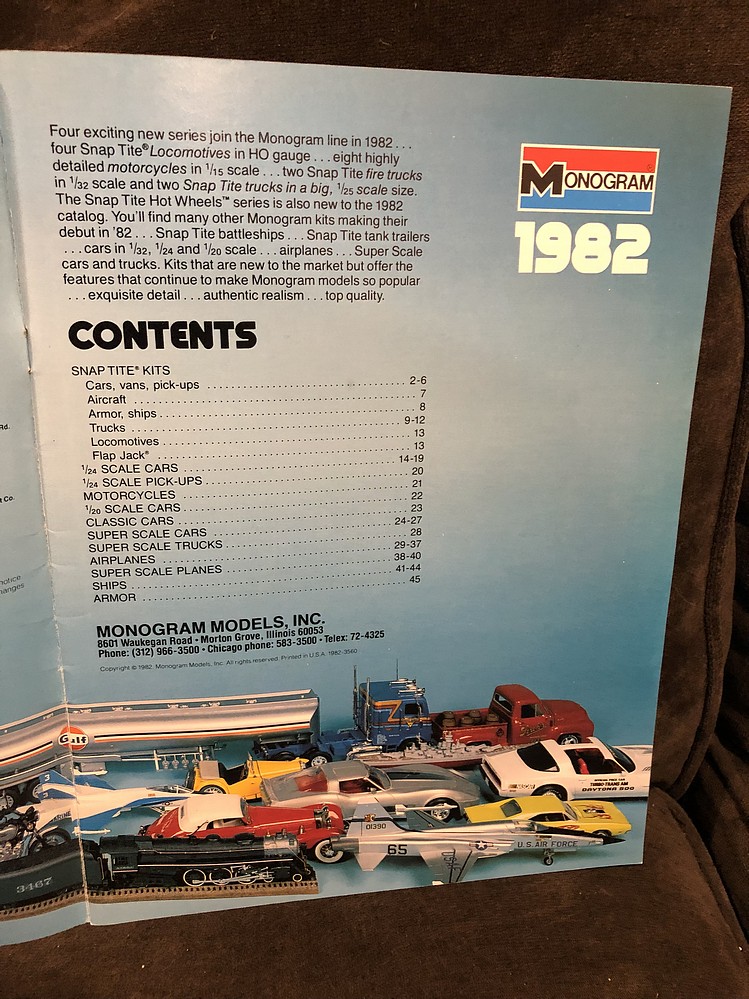 Four exciting new series join the Monogram line in 1982 . . .
four Snap Tite® Locomotives in HO gauge . . . eight highly
detailed motorcycles in 1/15 scale . . . two Snap Tite fire trucks
in 1/32 scale and two Snap Tite trucks in a big, 1/25 scale size.
The Snap Tite Hot Wheels™ series is also new to the 1982
catalog. You'll find many other Monogram kits making their
debut in '82 . . . Snap Tite battleships . . . Snap Tite tank trailers
. . . cars in 1/32, 1/24 and 1/20 scale . . . airplanes . . . Super Scale
cars and trucks. Kits that are new to the market but offer the
features that continue to make Monogram models so popular
. . . exquisite detail . . . authentic realism . . . top quality.
MONOGRAM®
1982
CONTENTS
SNAP TITE® KITS
Cars, vans, pick-ups 2-6
Aircraft 7
Armor, ships 8
Trucks 9-12
Locomotives 13
Flap Jack® 13
1/24 SCALE CARS 14-19
1/24 SCALE PICK-UPS 20
MOTORCYCLES 21
1/20 SCALE CARS 22
CLASSIC CARS 23
SUPER SCALE CARS 24-27
SUPER SCALE TRUCKS 28
AIRPLANES 29-37
SUPER SCALE PLANES 38-40
SHIPS 41-44
ARMOR 45
MONOGRAM MODELS, INC.
8601 Waukegan Road • Morton Grove, Illinois 60053
Phone: (312) 966-3500 • Chicago phone: 583-3500 • Telex: 72-4325
Copyright © 1982. Monogram Models, Inc. All rights reserved. Printed in U.S.A. 1982-3560
Rd.
t Co.
notice
hanges
Gulf
NASCAR
TURBO TRANS AM
DAYTONA 500
01390
65
U.S. AIR FORCE
3467